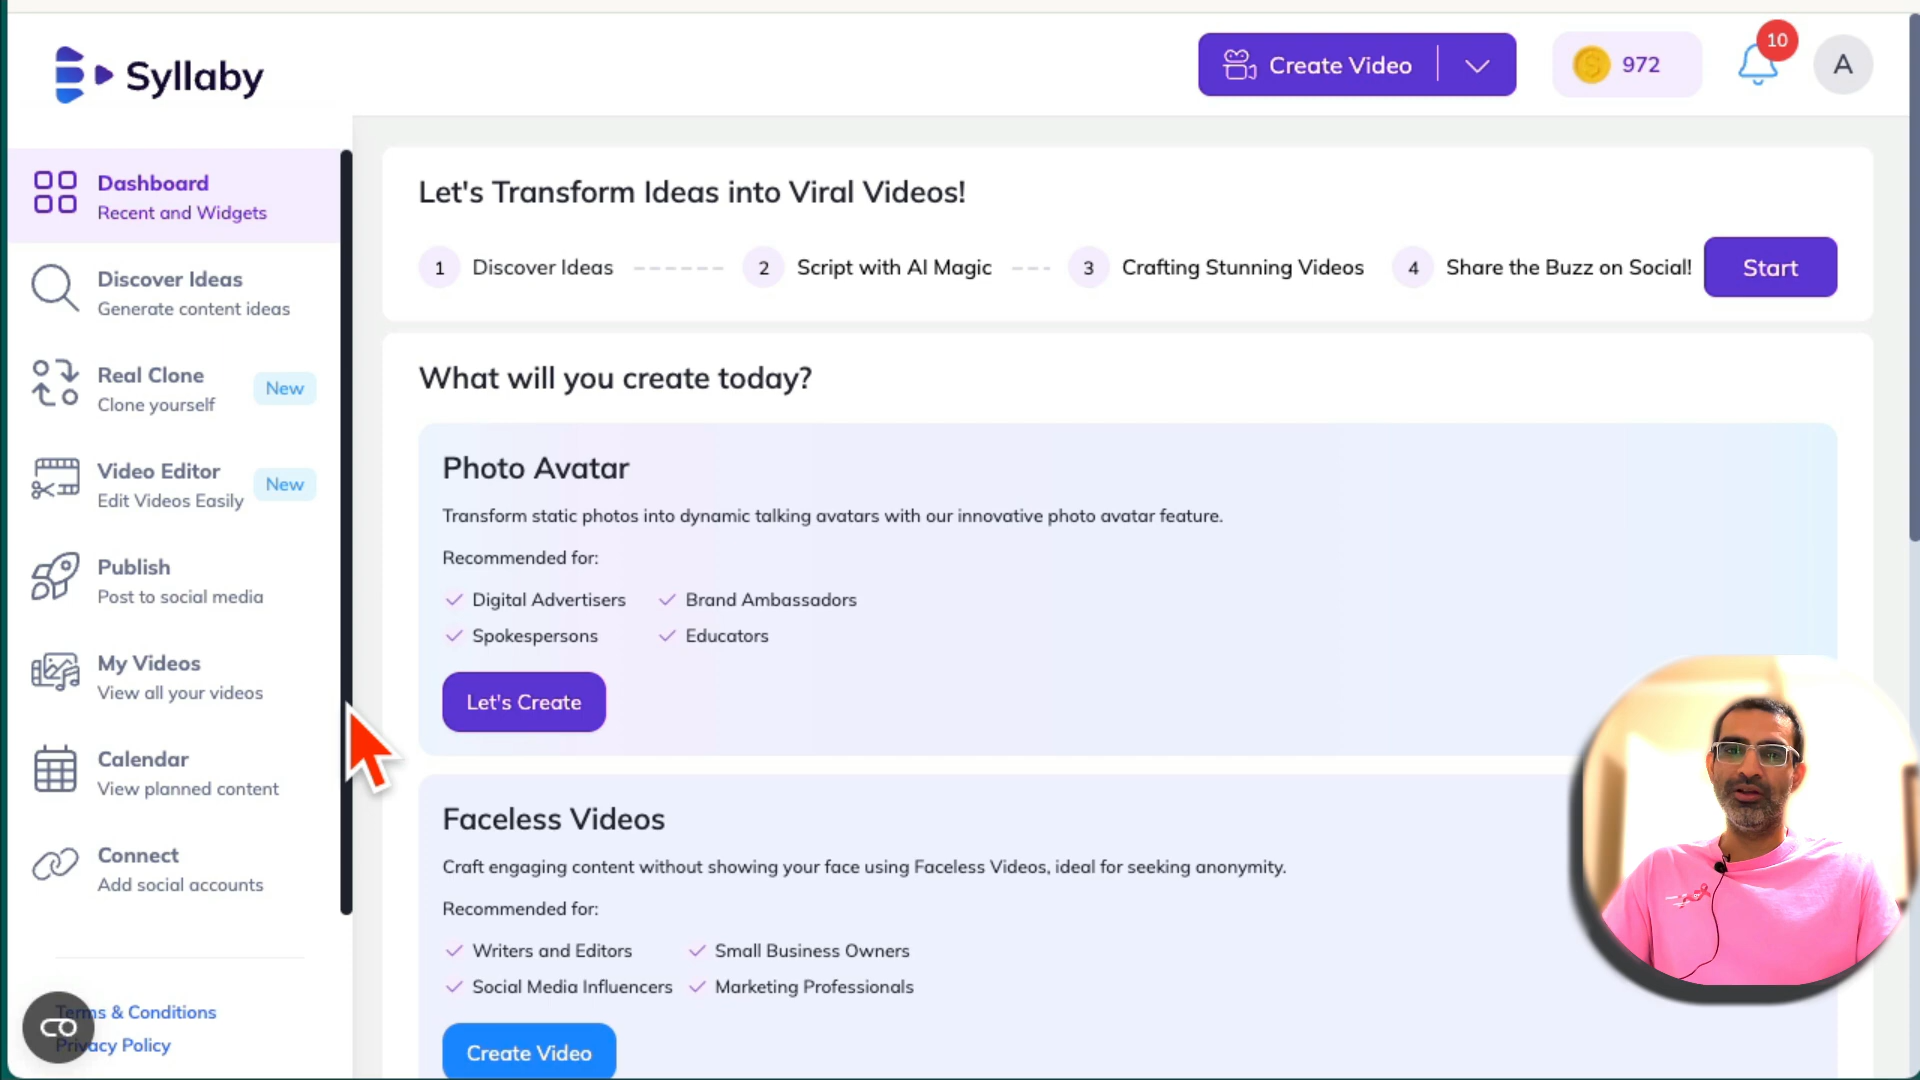 Syllaby
Create Video
972
10
A
Dashboard
Recent and Widgets
Discover Ideas
Generate content ideas
Real Clone
Clone yourself
New
Video Editor
Edit Videos Easily
New
Publish
Post to social media
My Videos
View all your videos
Calendar
View planned content
Connect
Add social accounts
Terms & Conditions
Privacy Policy
Let's Transform Ideas into Viral Videos!
1 Discover Ideas 2 Script with AI Magic 3 Crafting Stunning Videos 4 Share the Buzz on Social! Start
What will you create today?
Photo Avatar
Transform static photos into dynamic talking avatars with our innovative photo avatar feature.
Recommended for:
Digital Advertisers Brand Ambassadors
Spokespersons Educators
Let's Create
Faceless Videos
Craft engaging content without showing your face using Faceless Videos, ideal for seeking anonymity.
Recommended for:
Writers and Editors Small Business Owners
Social Media Influencers Marketing Professionals
Create Video